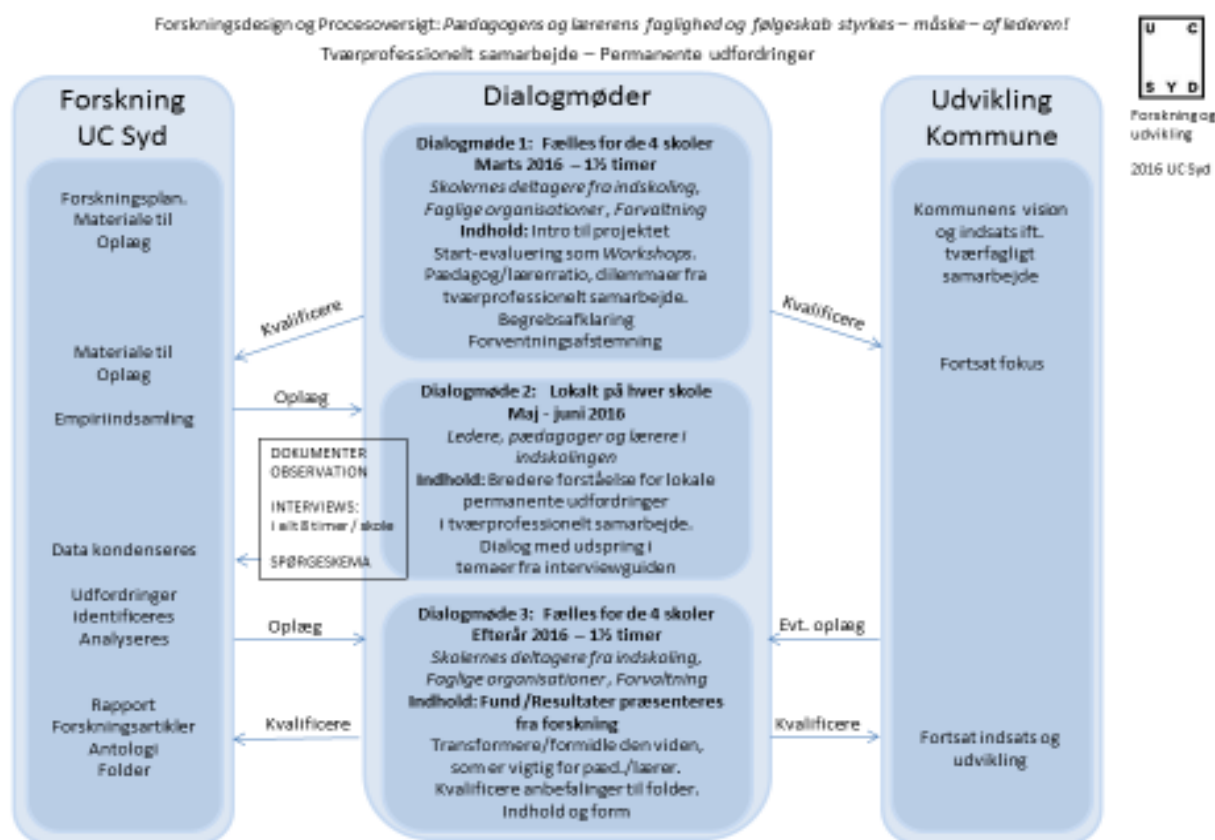 Forskningsdesign og Procesoversigt: Pædagogens og lærerens faglighed og følgeskab styrkes – måske – af lederen!
Tværprofessionelt samarbejde – Permanente udfordringer
U C
S Y D
Forskning og
udvikling
2016 UC Syd
Forskning
UC Syd
Forskningsplan.
Materiale til
Oplæg
Materiale til
Oplæg
Empiriindsamling
Data kondenseres
Udfordringer
identificeres
Analyseres
Rapport
Forskningsartikler
Antologi
Folder
Kvalificere
Oplæg
DOKUMENTER
OBSERVATION
INTERVIEWS:
I alt 8 timer / skole
SPØRGESKEMA
Oplæg
Kvalificere
Dialogmøder
Dialogmøde 1: Fælles for de 4 skoler
Marts 2016 – 1½ timer
Skolernes deltagere fra indskoling,
Faglige organisationer, Forvaltning
Indhold: Intro til projektet
Start-evaluering som Workshops.
Pædagog/lærerratio, dilemmaer fra
tværprofessionelt samarbejde.
Begrebsafklaring
Forventningsafstemning
Dialogmøde 2: Lokalt på hver skole
Maj - juni 2016
Ledere, pædagoger og lærere i
indskolingen
Indhold: Bredere forståelse for lokale
permanente udfordringer
i tværprofessionelt samarbejde.
Dialog med udspring i
temaer fra interviewguiden
Dialogmøde 3: Fælles for de 4 skoler
Efterår 2016 – 1½ timer
Skolernes deltagere fra indskoling,
Faglige organisationer, Forvaltning
Indhold: Fund /Resultater præsenteres
fra forskning
Transformere/formidle den viden,
som er vigtig for pæd./lærer.
Kvalificere anbefalinger til folder.
Indhold og form
Kvalificere
Evt. oplæg
Kvalificere
Udvikling
Kommune
Kommunens vision
og indsats ift.
tværfagligt
samarbejde
Fortsat fokus
Fortsat indsats og
udvikling